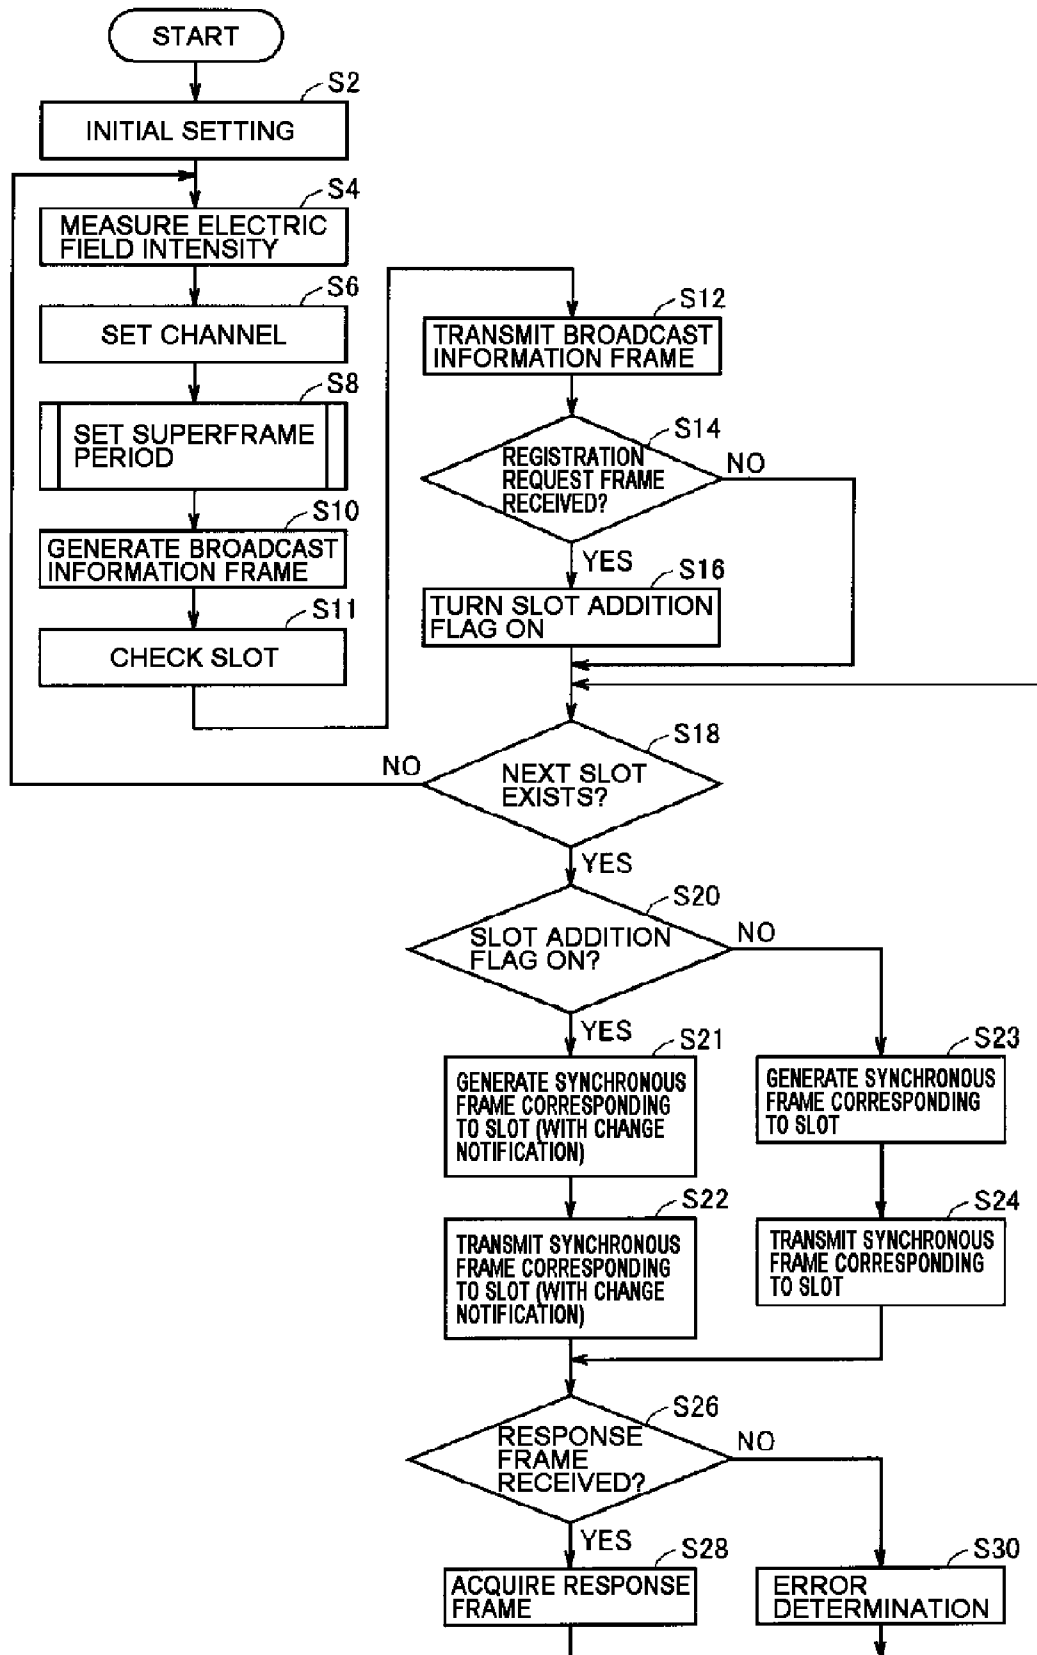 START
S2
INITIAL SETTING
S4
MEASURE ELECTRIC
FIELD INTENSITY
S6
SET CHANNEL
S8
SET SUPERFRAME
PERIOD
S10
GENERATE BROADCAST
INFORMATION FRAME
S11
CHECK SLOT
S12
TRANSMIT BROADCAST
INFORMATION FRAME
S14
REGISTRATION
REQUEST FRAME
RECEIVED?
NO
YES
S16
TURN SLOT ADDITION
FLAG ON
S18
NEXT SLOT
EXISTS?
NO
YES
S20
SLOT ADDITION
FLAG ON?
NO
YES
S21
GENERATE SYNCHRONOUS
FRAME CORRESPONDING
TO SLOT (WITH CHANGE
NOTIFICATION)
S23
GENERATE SYNCHRONOUS
FRAME CORRESPONDING
TO SLOT
S22
TRANSMIT SYNCHRONOUS
FRAME CORRESPONDING
TO SLOT (WITH CHANGE
NOTIFICATION)
S24
TRANSMIT SYNCHRONOUS
FRAME CORRESPONDING
TO SLOT
S26
RESPONSE
FRAME
RECEIVED?
NO
YES
S28
ACQUIRE RESPONSE
FRAME
S30
ERROR
DETERMINATION